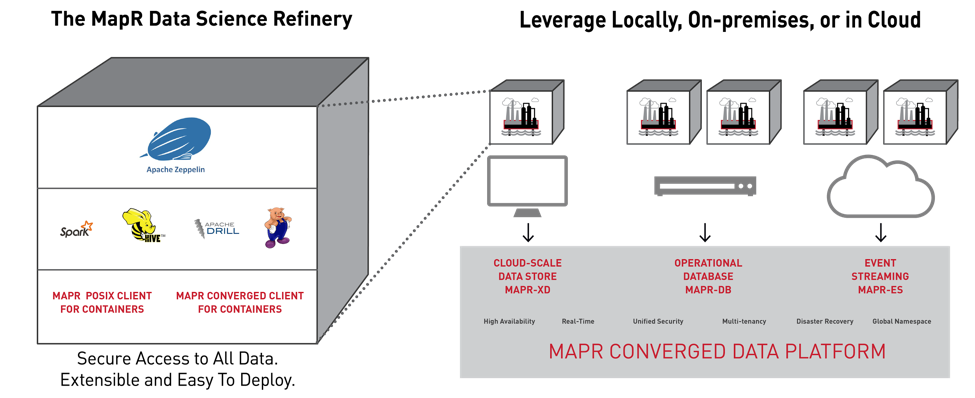 The MapR Data Science Refinery
Leverage Locally, On-premises, or in Cloud
Apache Zeppelin
Spark
HIVE
APACHE
DRILL
MAPR POSIX CLIENT
FOR CONTAINERS
MAPR CONVERGED CLIENT
FOR CONTAINERS
Secure Access to All Data.
Extensible and Easy To Deploy.
CLOUD-SCALE
DATA STORE
MAPR-XD
OPERATIONAL
DATABASE
MAPR-DB
EVENT
STREAMING
MAPR-ES
High Availability
Real-Time
Unified Security
Multi-tenancy
Disaster Recovery
Global Namespace
MAPR CONVERGED DATA PLATFORM